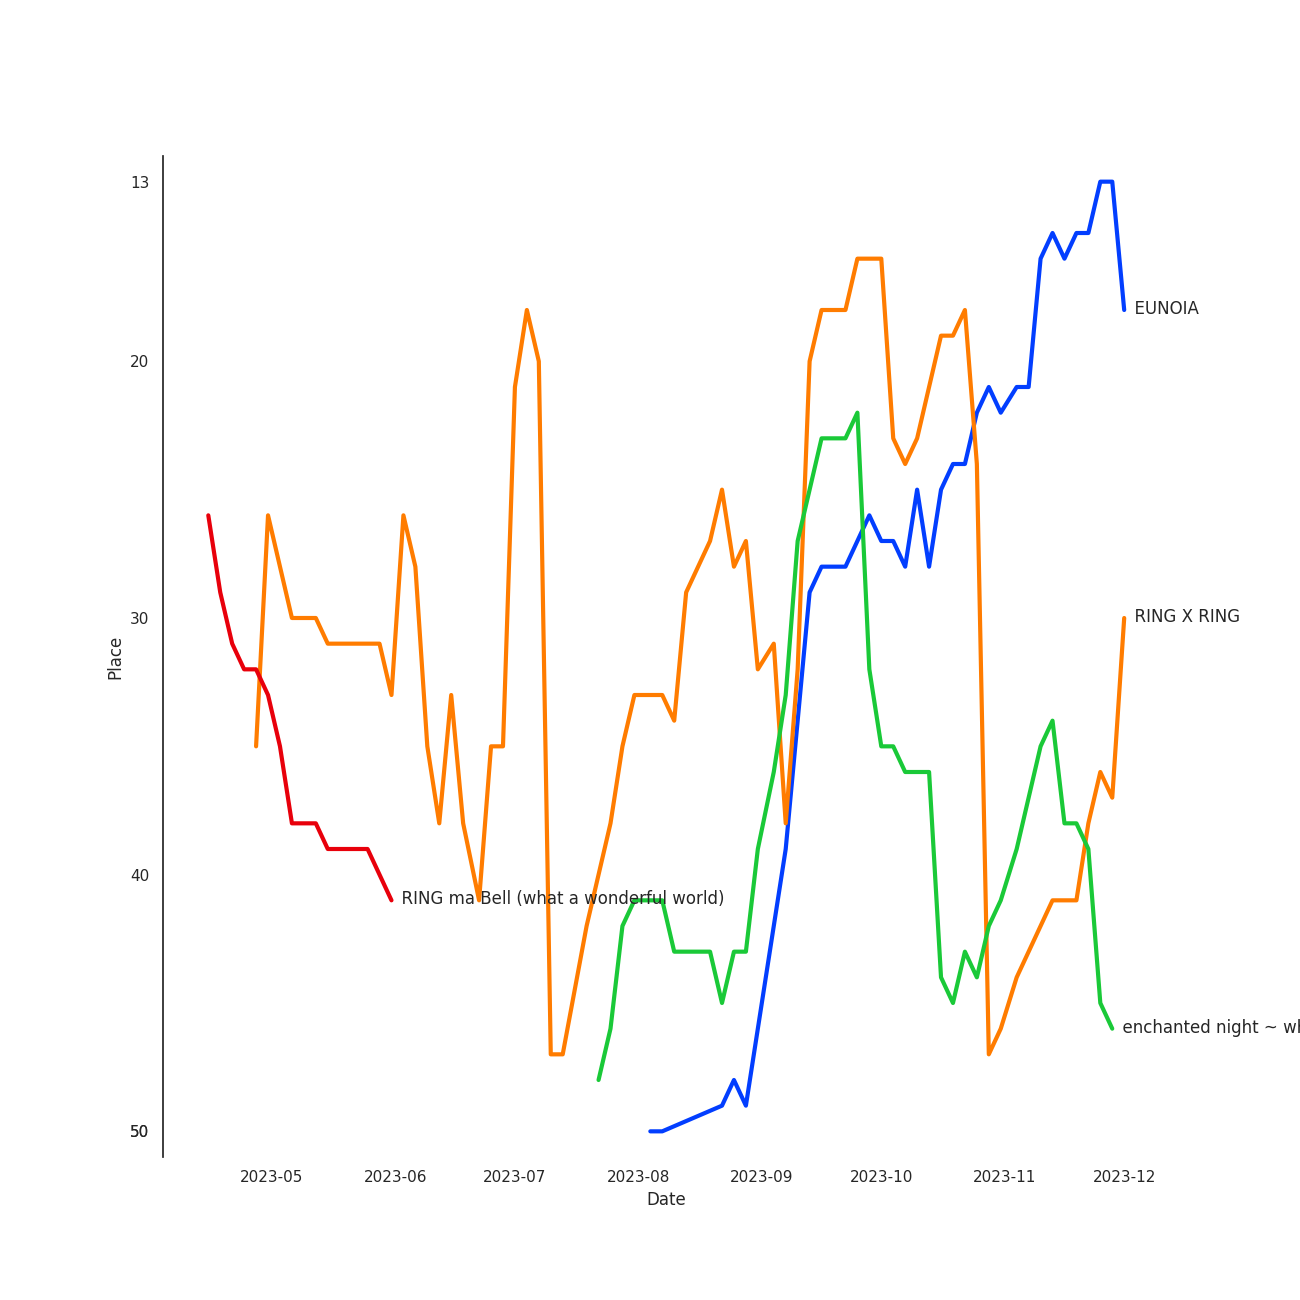 13
20
30
40
50
Place
EUNOIA
RING X RING
RING ma Bell (what a wonderful world)
enchanted night ~
2023-05 2023-06 2023-07 2023-08 2023-09 2023-10 2023-11 2023-12
Date